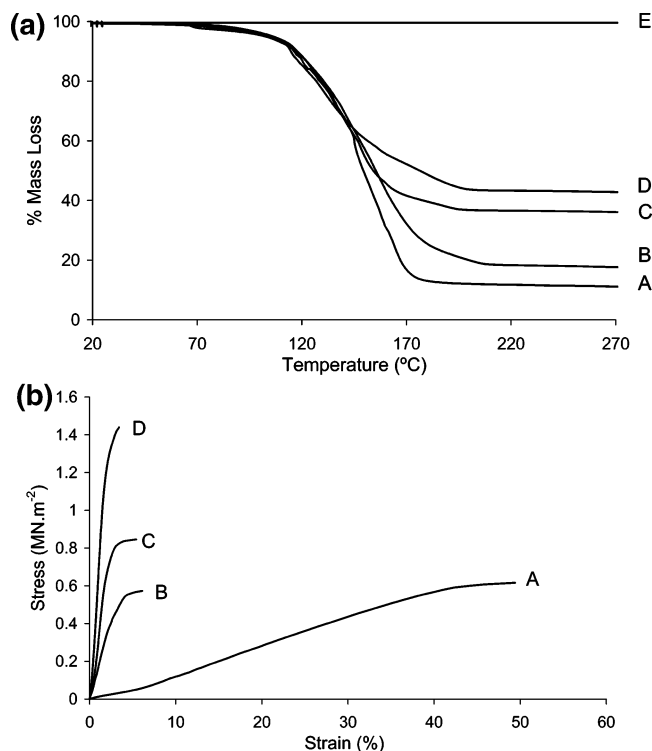 (a)
100
80
60
40
20
0
% Mass Loss
E
D
C
B
A
20 70 120 170 220 270
Temperature (ºC)
(b)
1.6
1.4
1.2
1
0.8
0.6
0.4
0.2
0
Stress (MN.m-2)
D
C
B
A
0 10 20 30 40 50 60
Strain (%)